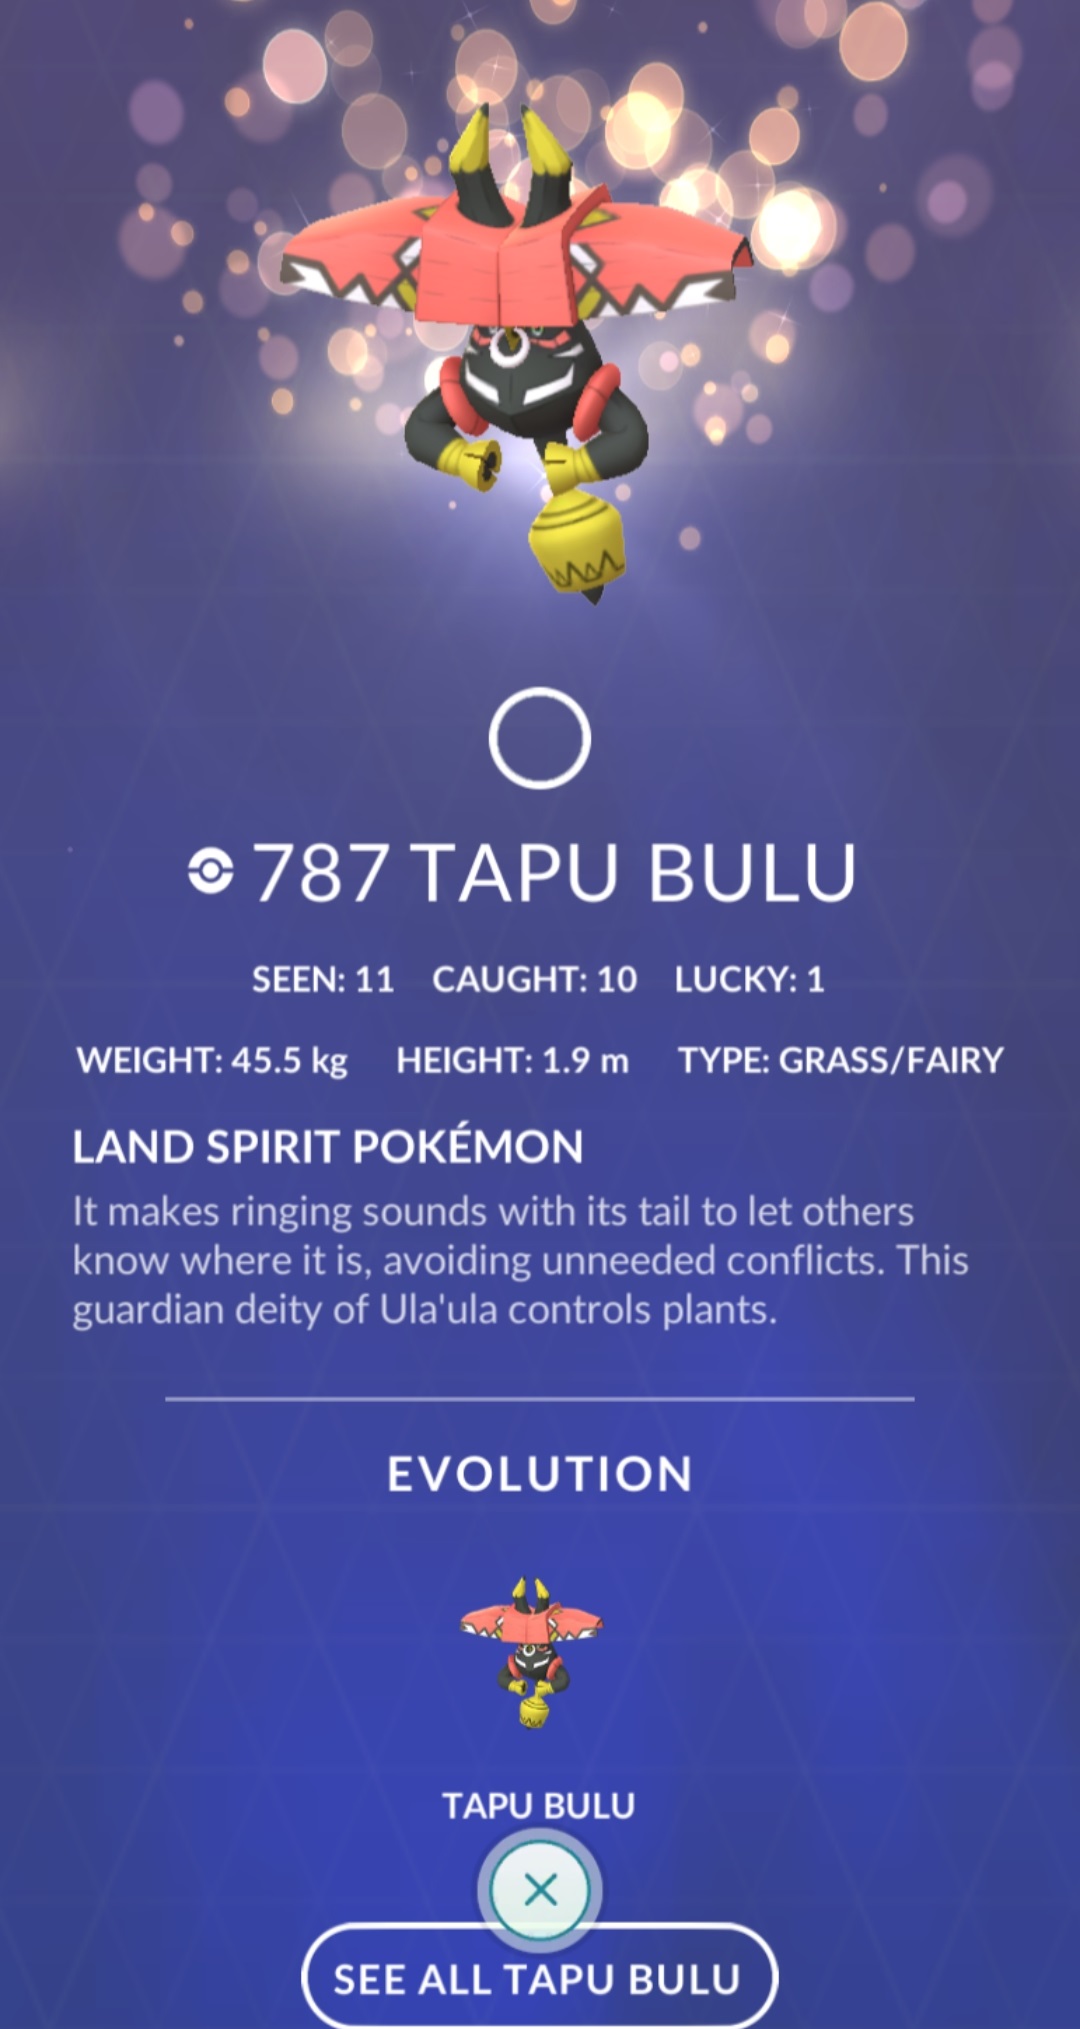 787 TAPU BULU
SEEN: 11 CAUGHT: 10 LUCKY: 1
WEIGHT: 45.5 kg HEIGHT: 1.9 m TYPE: GRASS/FAIRY
LAND SPIRIT POKÉMON
It makes ringing sounds with its tail to let others
know where it is, avoiding unneeded conflicts. This
guardian deity of Ula'ula controls plants.
EVOLUTION
TAPU BULU
SEE ALL TAPU BULU